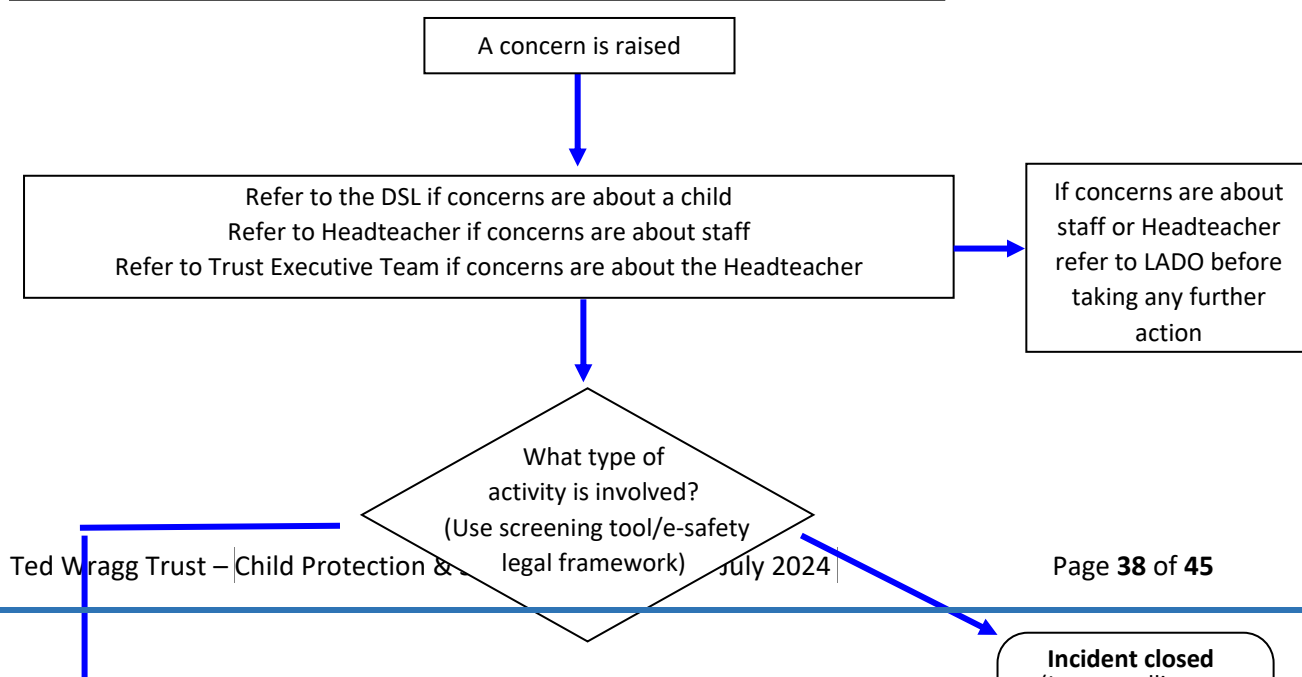 A concern is raised
Refer to the DSL if concerns are about a child
Refer to Headteacher if concerns are about staff
Refer to Trust Executive Team if concerns are about the Headteacher
If concerns are about
staff or Headteacher
refer to LADO before
taking any further
action
What type of
activity is involved?
(Use screening tool/e-safety
legal framework)
Ted Wragg Trust – Child Protection & July 2024 Page 38 of 45
Incident closed